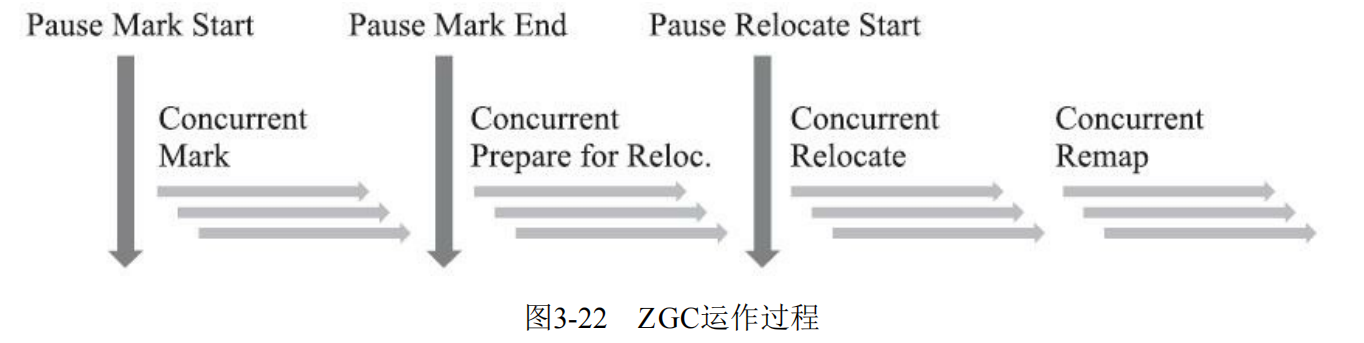 Pause Mark Start
Pause Mark End
Pause Relocate Start
Concurrent
Mark
Concurrent
Prepare for Reloc.
Concurrent
Relocate
Concurrent
Remap
图3-22 ZGC运作过程